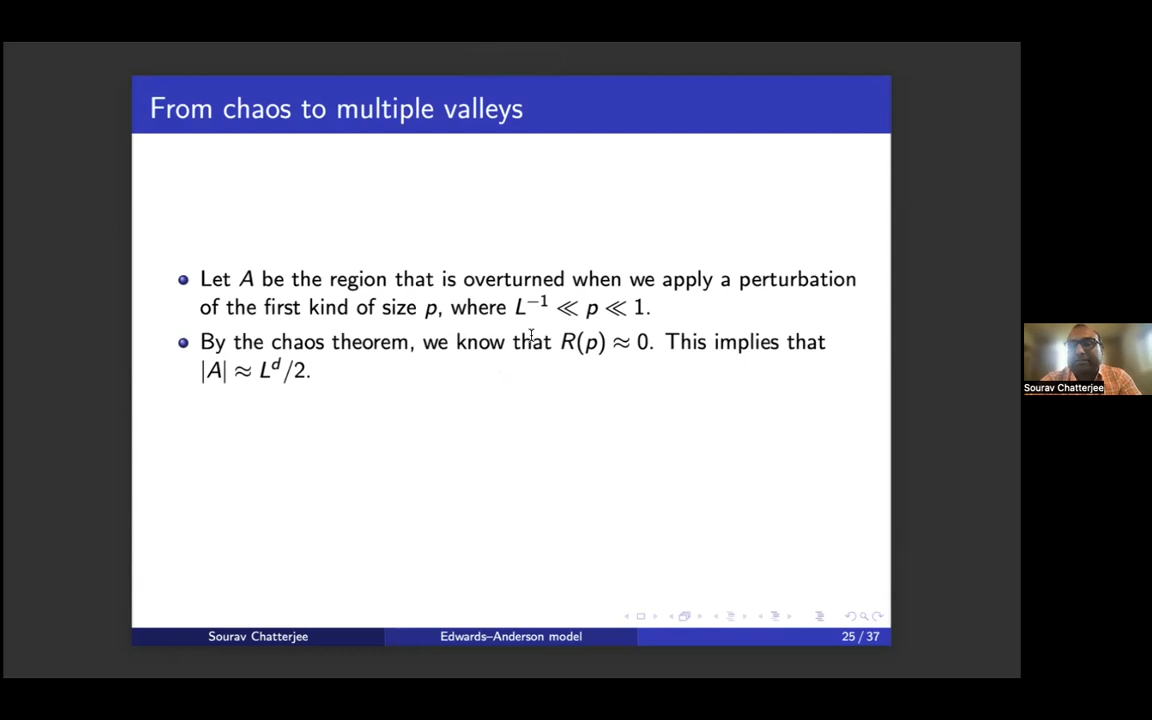 From chaos to multiple valleys
Let A be the region that is overturned when we apply a perturbation
of the first kind of size p, where L⁻¹ ≪ p ≪ 1.
By the chaos theorem, we know that R(p) ≈ 0. This implies that
|A| ≈ Lᵈ/2.
Sourav Chatterjee
Sourav Chatterjee
Edwards–Anderson model
25 / 37